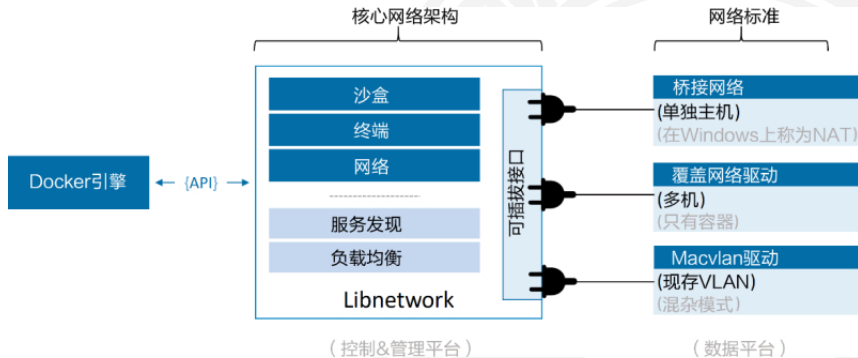 核心网络架构
网络标准
沙盒
终端
网络
服务发现
负载均衡
Libnetwork
可插拔接口
Docker引擎
{API}
桥接网络
(单独主机)
(在Windows上称为NAT)
覆盖网络驱动
(多机)
(只有容器)
Macvlan驱动
(现存VLAN)
(混杂模式)
(控制&管理平台)
(数据平台)